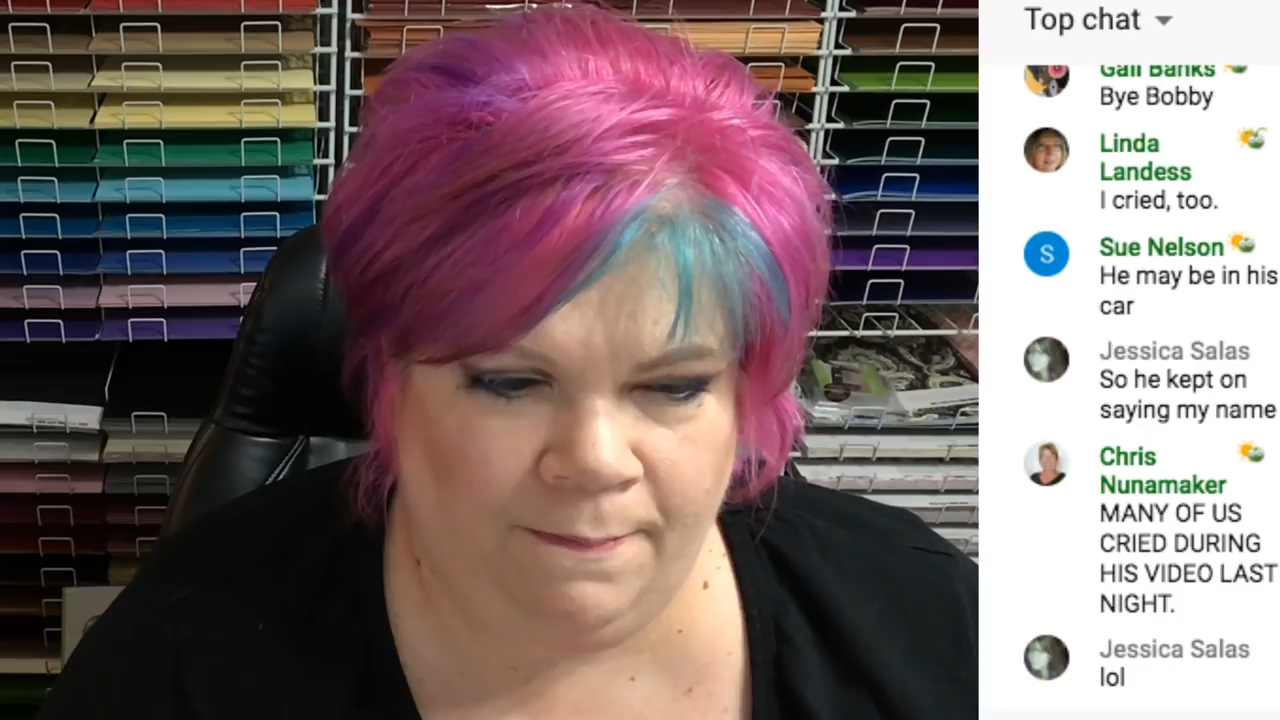 Top chat
Gail Banks
Bye Bobby
Linda
Landess
I cried, too.
S
Sue Nelson
He may be in his
car
Jessica Salas
So he kept on
saying my name
Chris
Nunamaker
MANY OF US
CRIED DURING
HIS VIDEO LAST
NIGHT.
Jessica Salas
lol